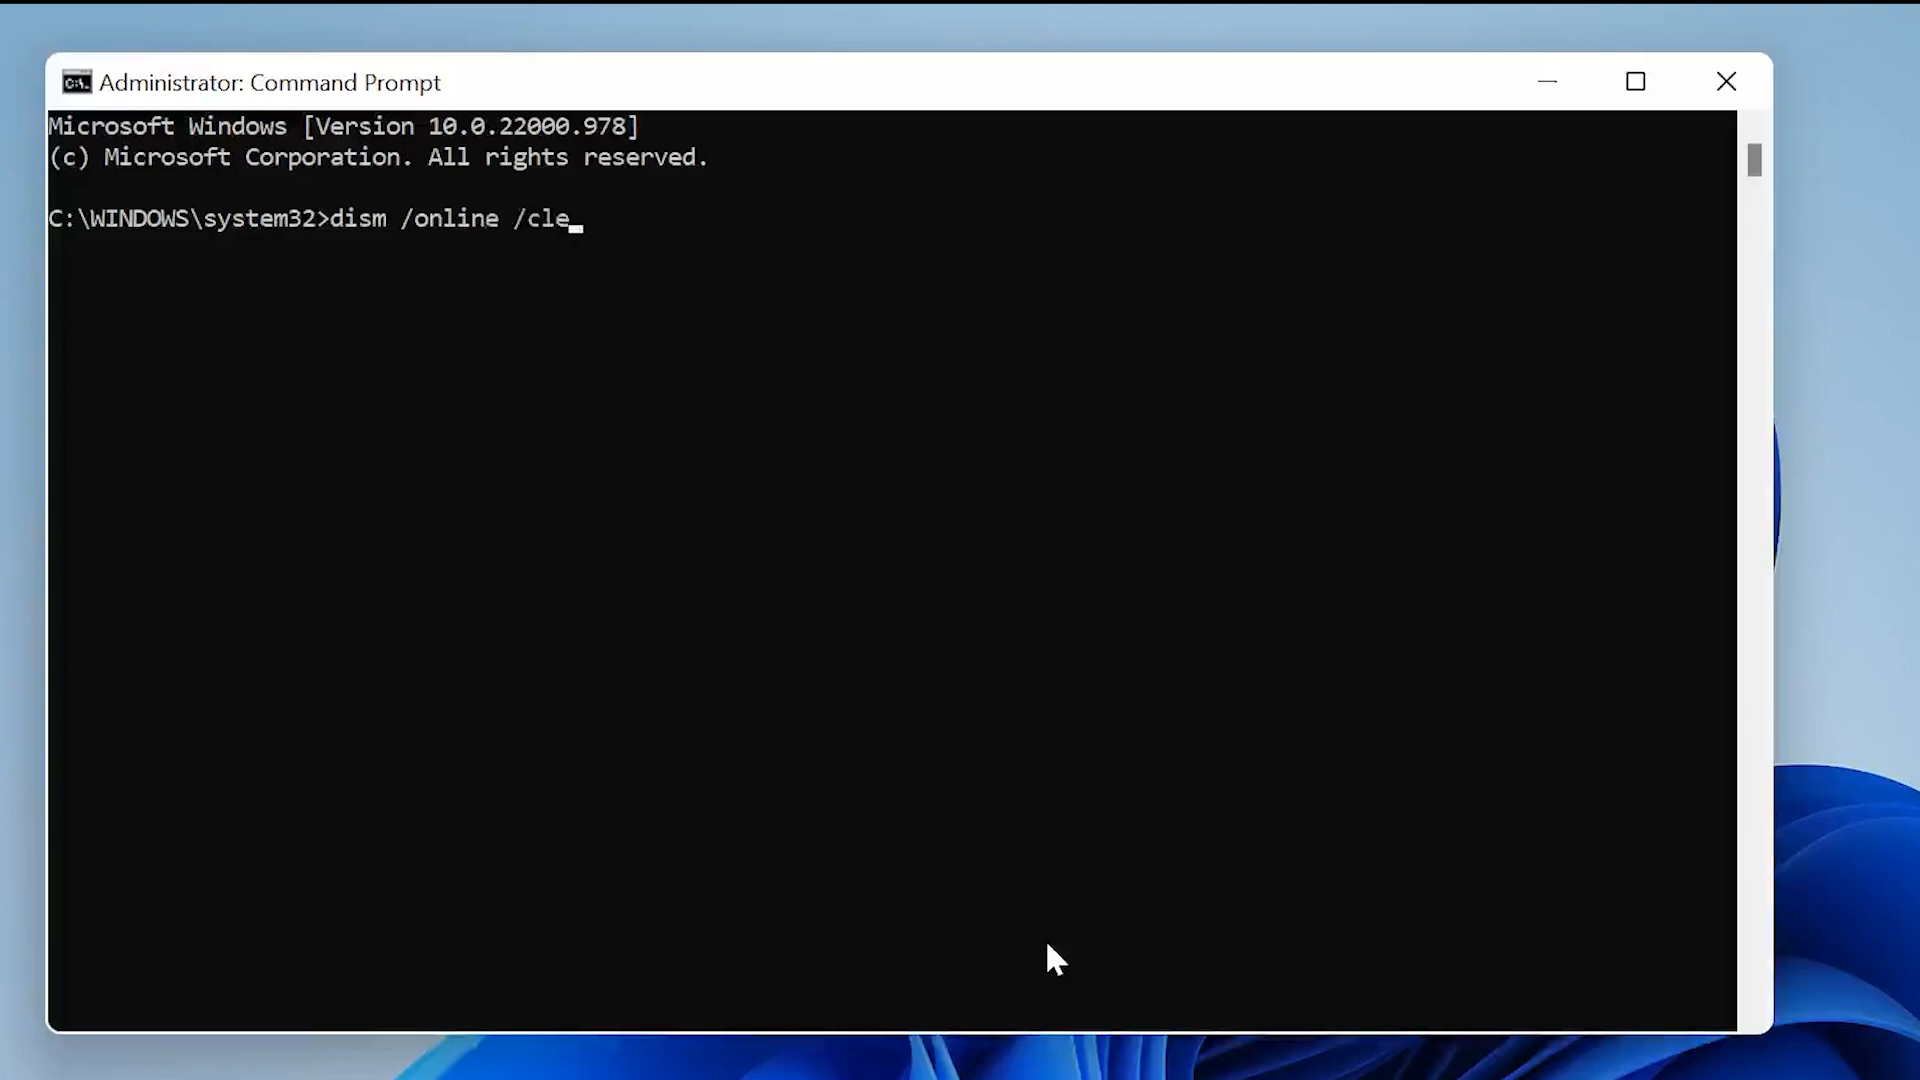 Administrator: Command Prompt
Microsoft Windows [Version 10.0.22000.978]
(c) Microsoft Corporation. All rights reserved.
C:\WINDOWS\system32>dism /online /cle